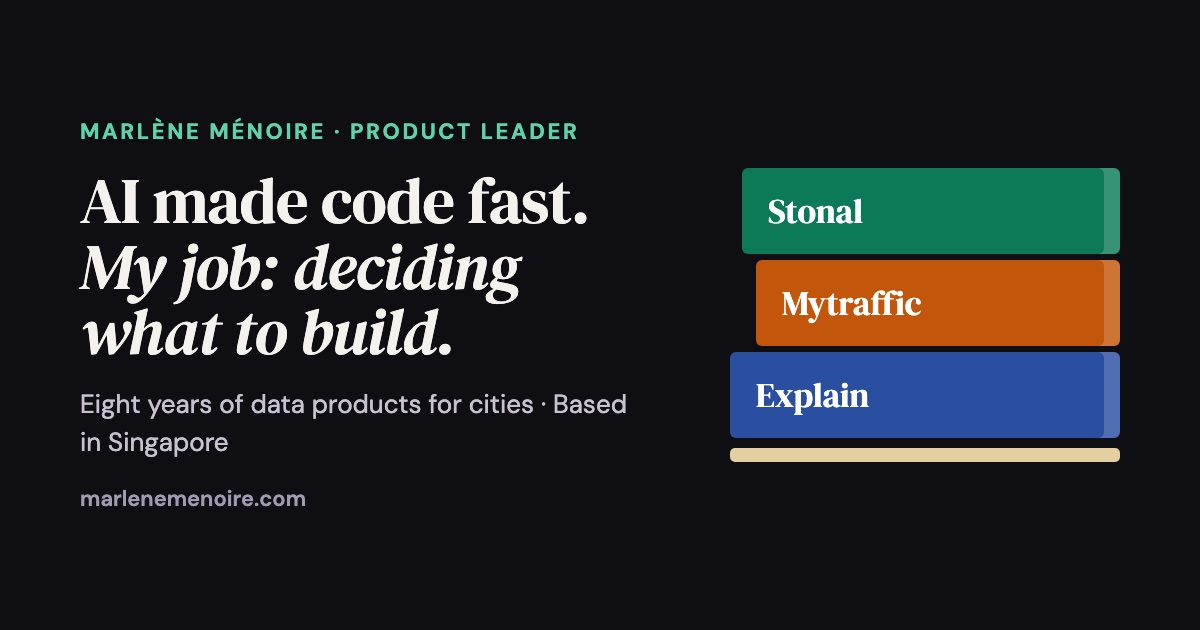 MARLÈNE MÉNOIRE · PRODUCT LEADER
AI made code fast.
My job: deciding
what to build.
Eight years of data products for cities · Based
in Singapore
marlenemenoire.com
Stonal
Mytraffic
Explain